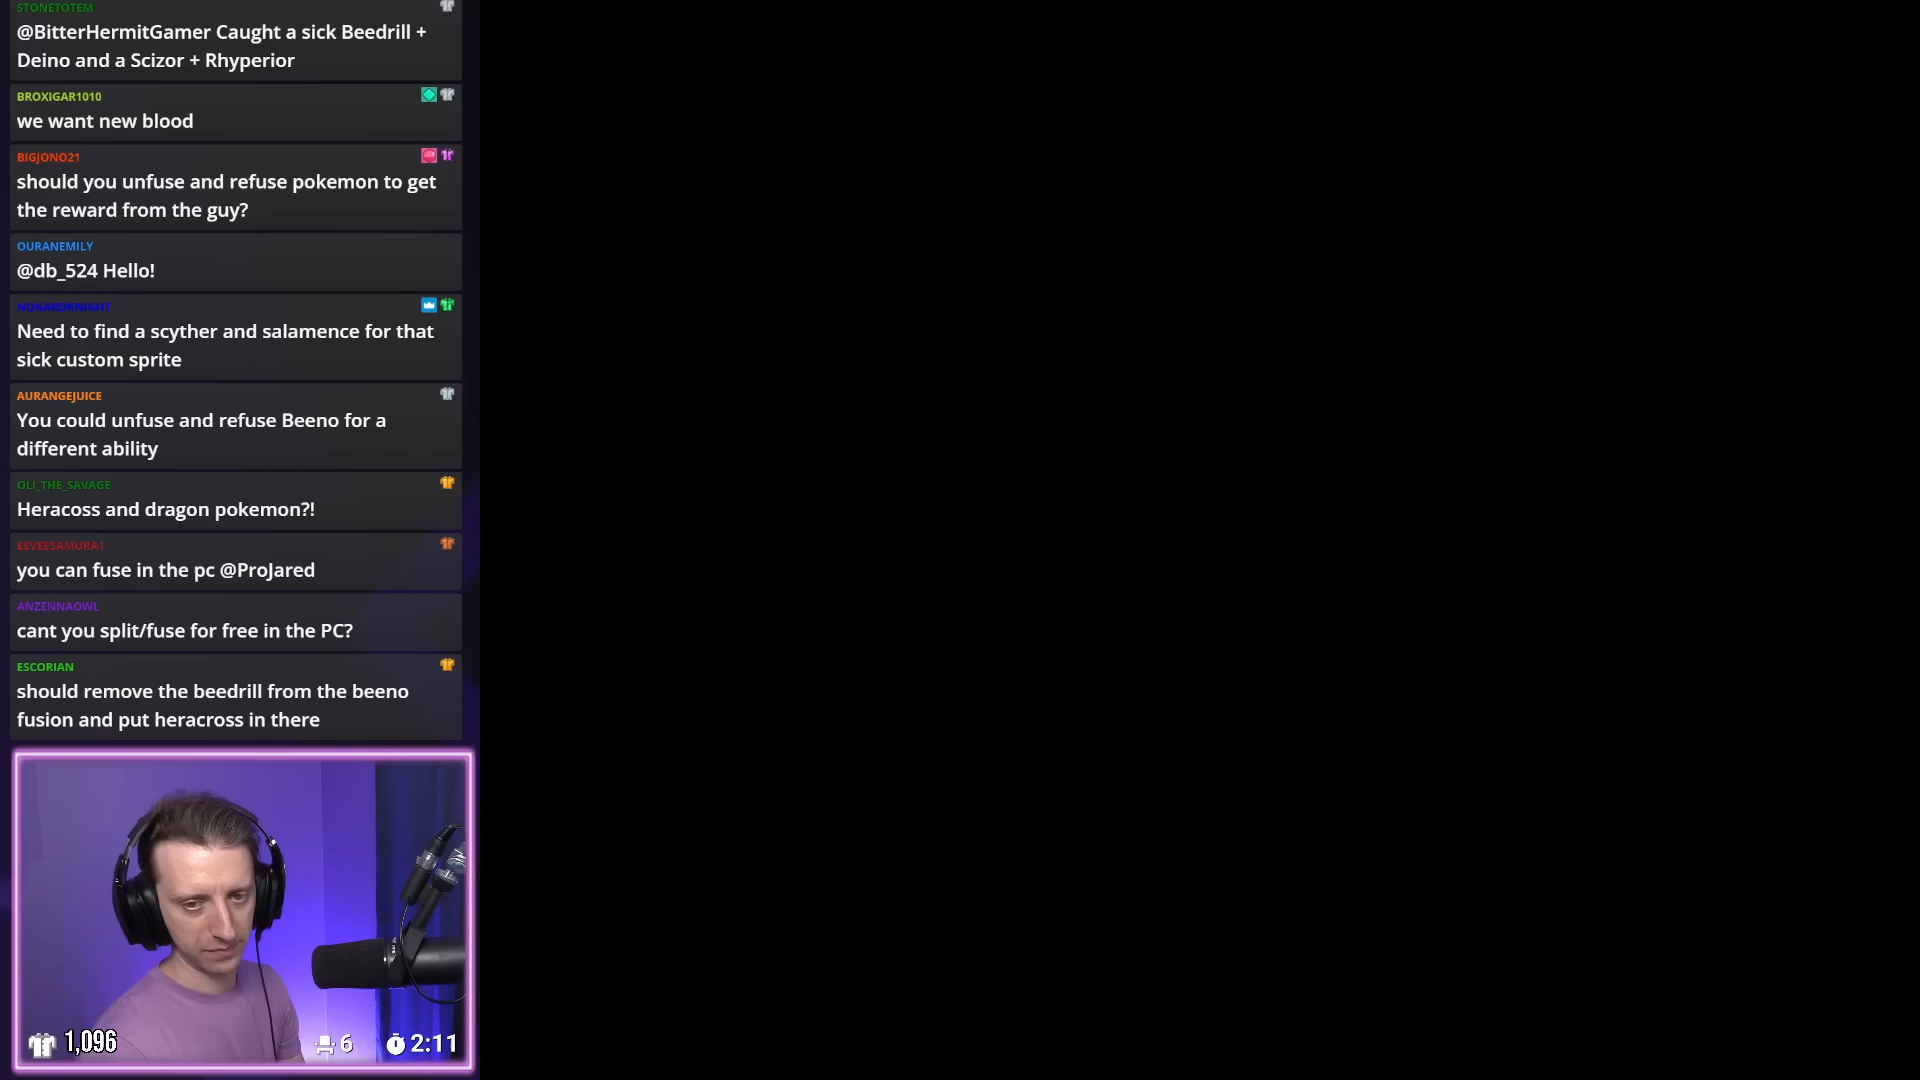 STONETOTEM
@BitterHermitGamer Caught a sick Beedrill +
Deino and a Scizor + Rhyperior
BROXIGAR1010
we want new blood
BIGJONO21
should you unfuse and refuse pokemon to get
the reward from the guy?
OURANEMILY
@db_524 Hello!
NOGARDKNIGHT
Need to find a scyther and salamence for that
sick custom sprite
AURANGEJUICE
You could unfuse and refuse Beeno for a
different ability
OLI_THE_SAVAGE
Heracoss and dragon pokemon?!
EEVEESAMURA1
you can fuse in the pc @ProJared
ANZENNAOWL
cant you split/fuse for free in the PC?
ESCORIAN
should remove the beedrill from the beeno
fusion and put heracross in there
1,096
6
2:11